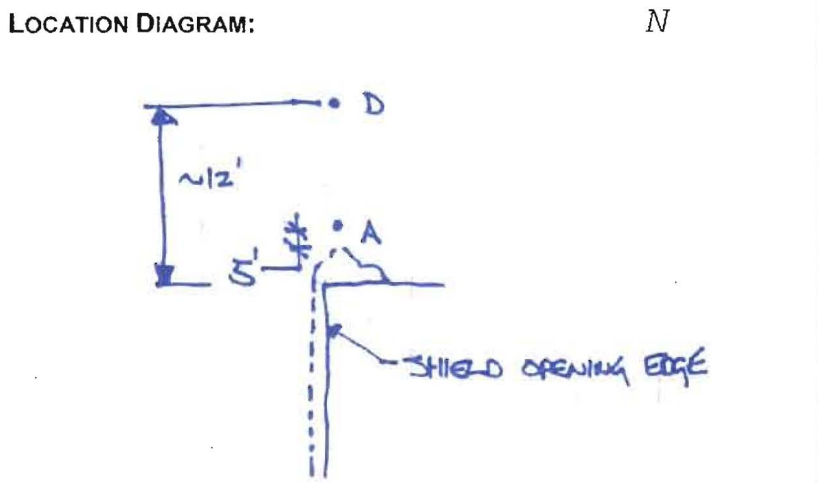 LOCATION DIAGRAM: N
D
~12'
A
5'
SHIELD OPENING EDGE